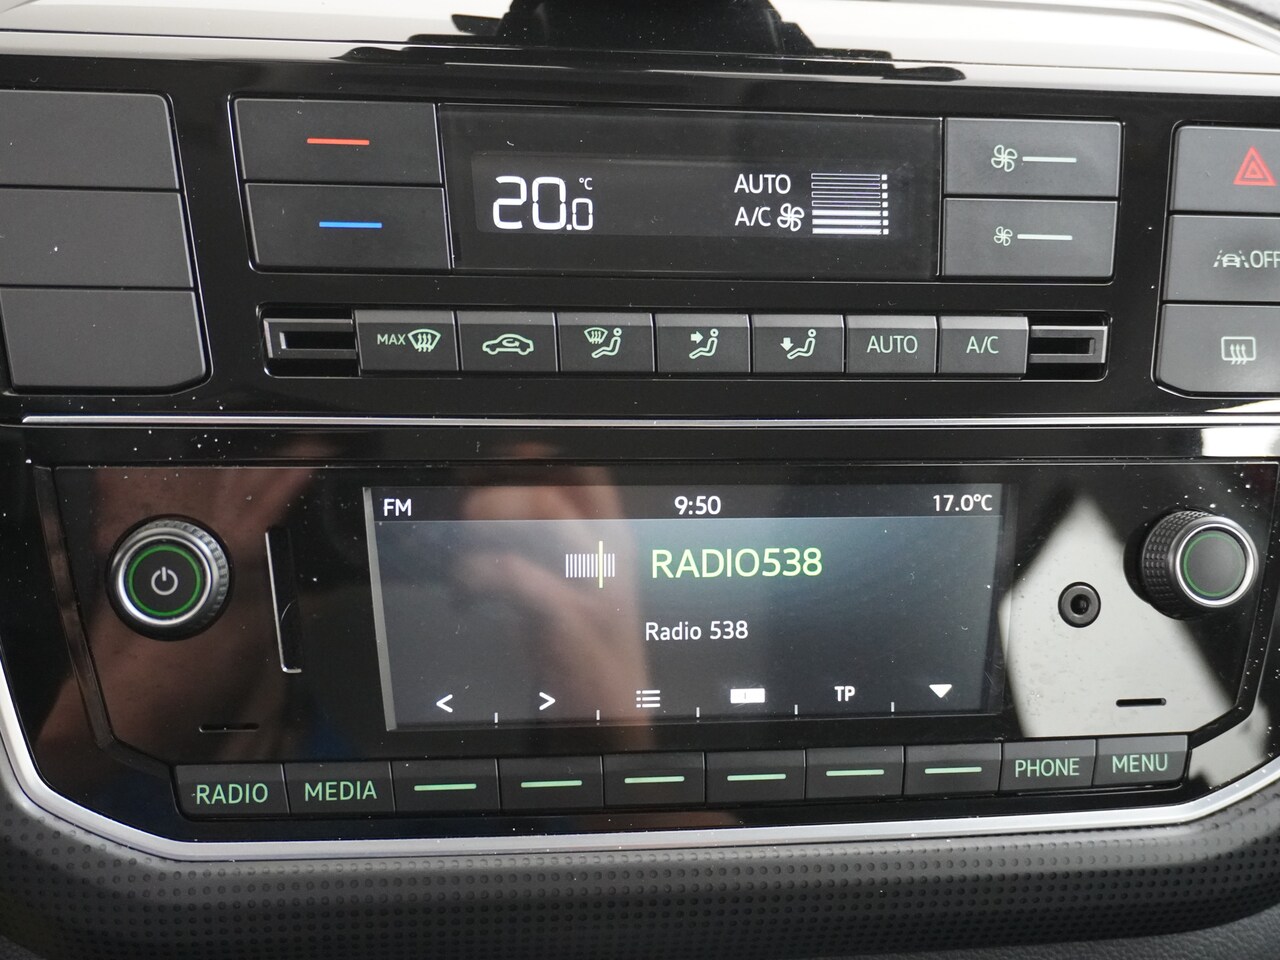 20.0 °C
AUTO
A/C
OFF
MAX
AUTO
A/C
FM 9:50 17.0°C
RADIO538
Radio 538
< > TP
RADIO MEDIA PHONE MENU